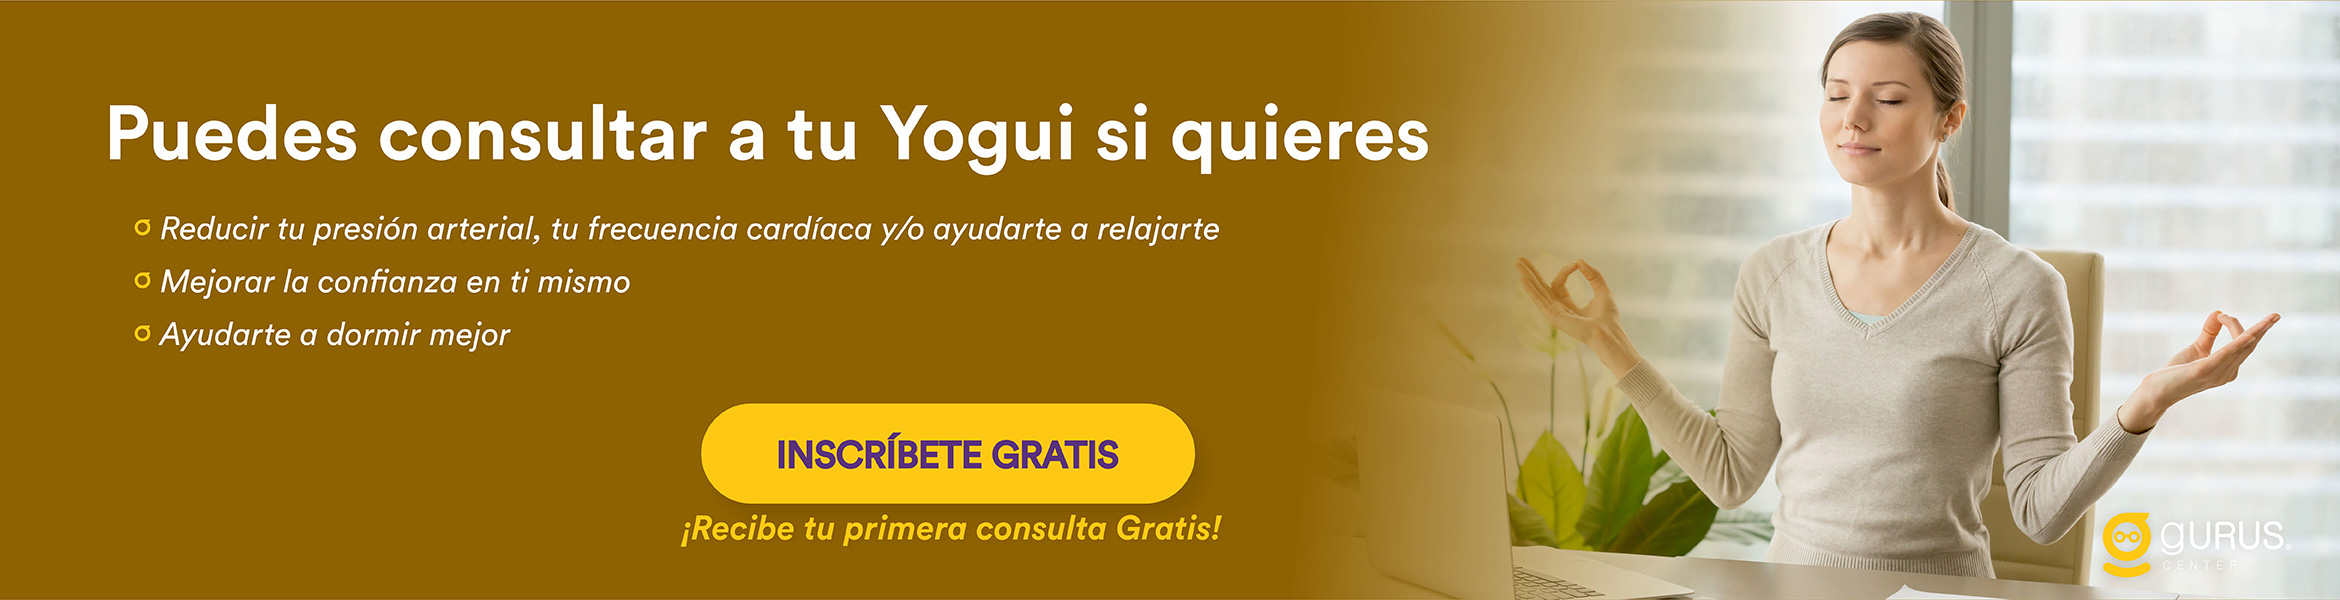 Puedes consultar a tu Yogui si quieres
Reducir tu presión arterial, tu frecuencia cardíaca y/o ayudarte a relajarte
Mejorar la confianza en ti mismo
Ayudarte a dormir mejor
INSCRÍBETE GRATIS
¡Recibe tu primera consulta Gratis!
gURUS®
CENTER